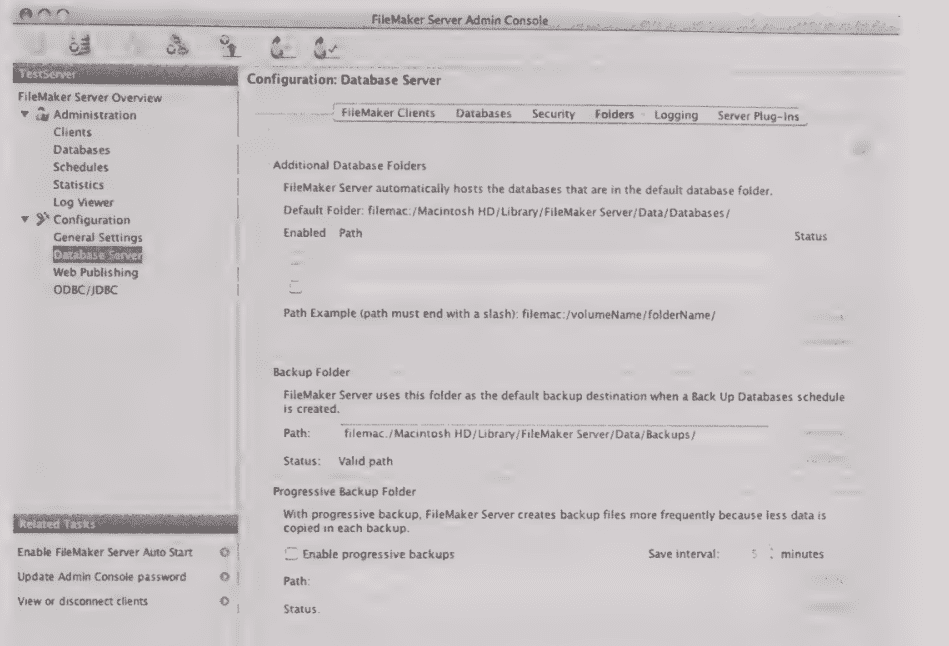 FileMaker Server Admin Console
TestServer
FileMaker Server Overview
Administration
Clients
Databases
Schedules
Statistics
Log Viewer
Configuration
General Settings
Database Server
Web Publishing
ODBC/JDBC
Related Tasks
Enable FileMaker Server Auto Start
Update Admin Console password
View or disconnect clients
Configuration: Database Server
FileMaker Clients Databases Security Folders Logging Server Plug-Ins
Additional Database Folders
FileMaker Server automatically hosts the databases that are in the default database folder.
Default Folder: filemac:/Macintosh HD/Library/FileMaker Server/Data/Databases/
Enabled Path Status
Path Example (path must end with a slash): filemac:/volumeName/folderName/
Backup Folder
FileMaker Server uses this folder as the default backup destination when a Back Up Databases schedule
is created.
Path: filemac:/Macintosh HD/Library/FileMaker Server/Data/Backups/
Status: Valid path
Progressive Backup Folder
With progressive backup, FileMaker Server creates backup files more frequently because less data is
copied in each backup.
Enable progressive backups Save interval: 5 minutes
Path:
Status: